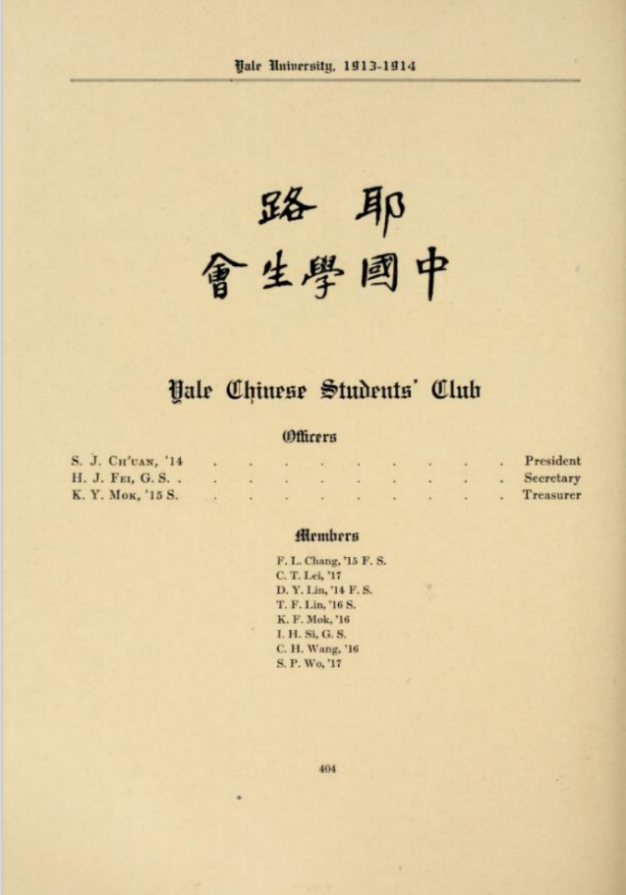 Yale University, 1913-1914
耶路
中國學生會
Yale Chinese Students' Club
Officers
S. J. Ch'uan, '14 . . . . . . . . . President
H. J. Fei, G. S. . . . . . . . . . . Secretary
K. Y. Mok, '15 S. . . . . . . . . . Treasurer
Members
F. L. Chang, '15 F. S.
C. T. Lei, '17
D. Y. Lin, '14 F. S.
T. F. Lin, '16 S.
K. F. Mok, '16
I. H. Si, G. S.
C. H. Wang, '16
S. P. Wo, '17
404